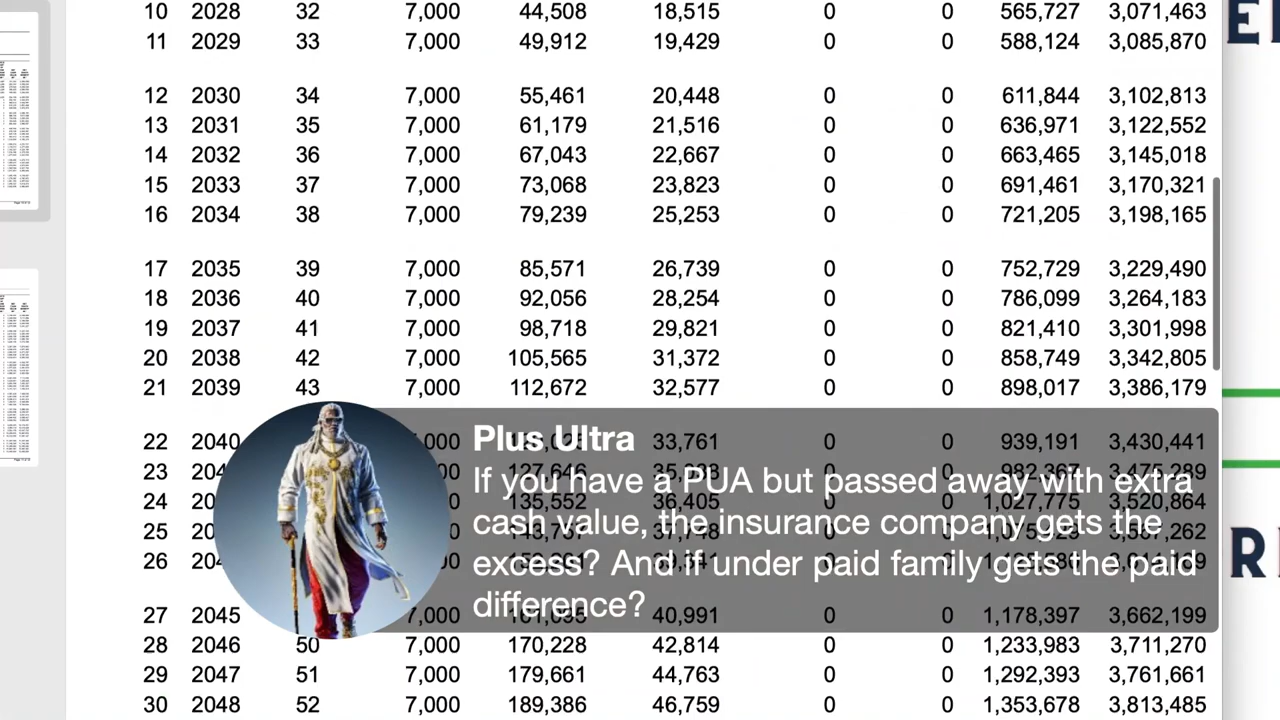 10 2028 32 7,000 44,508 18,515 0 0 565,727 3,071,463
11 2029 33 7,000 49,912 19,429 0 0 588,124 3,085,870
12 2030 34 7,000 55,461 20,448 0 0 611,844 3,102,813
13 2031 35 7,000 61,179 21,516 0 0 636,971 3,122,552
14 2032 36 7,000 67,043 22,667 0 0 663,465 3,145,018
15 2033 37 7,000 73,068 23,823 0 0 691,461 3,170,321
16 2034 38 7,000 79,239 25,253 0 0 721,205 3,198,165
17 2035 39 7,000 85,571 26,739 0 0 752,729 3,229,490
18 2036 40 7,000 92,056 28,254 0 0 786,099 3,264,183
19 2037 41 7,000 98,718 29,821 0 0 821,410 3,301,998
20 2038 42 7,000 105,565 31,372 0 0 858,749 3,342,805
21 2039 43 7,000 112,672 32,577 0 0 898,017 3,386,179
22 2040 33,761 0 0 939,191 3,430,441
23
24
25
26
Plus Ultra
If you have a PUA but passed away with extra
cash value, the insurance company gets the
excess? And if under paid family gets the paid
difference?
27 2045 7,000 40,991 0 0 1,178,397 3,662,199
28 2046 50 7,000 170,228 42,814 0 0 1,233,983 3,711,270
29 2047 51 7,000 179,661 44,763 0 0 1,292,393 3,761,661
30 2048 52 7,000 189,386 46,759 0 0 1,353,678 3,813,485